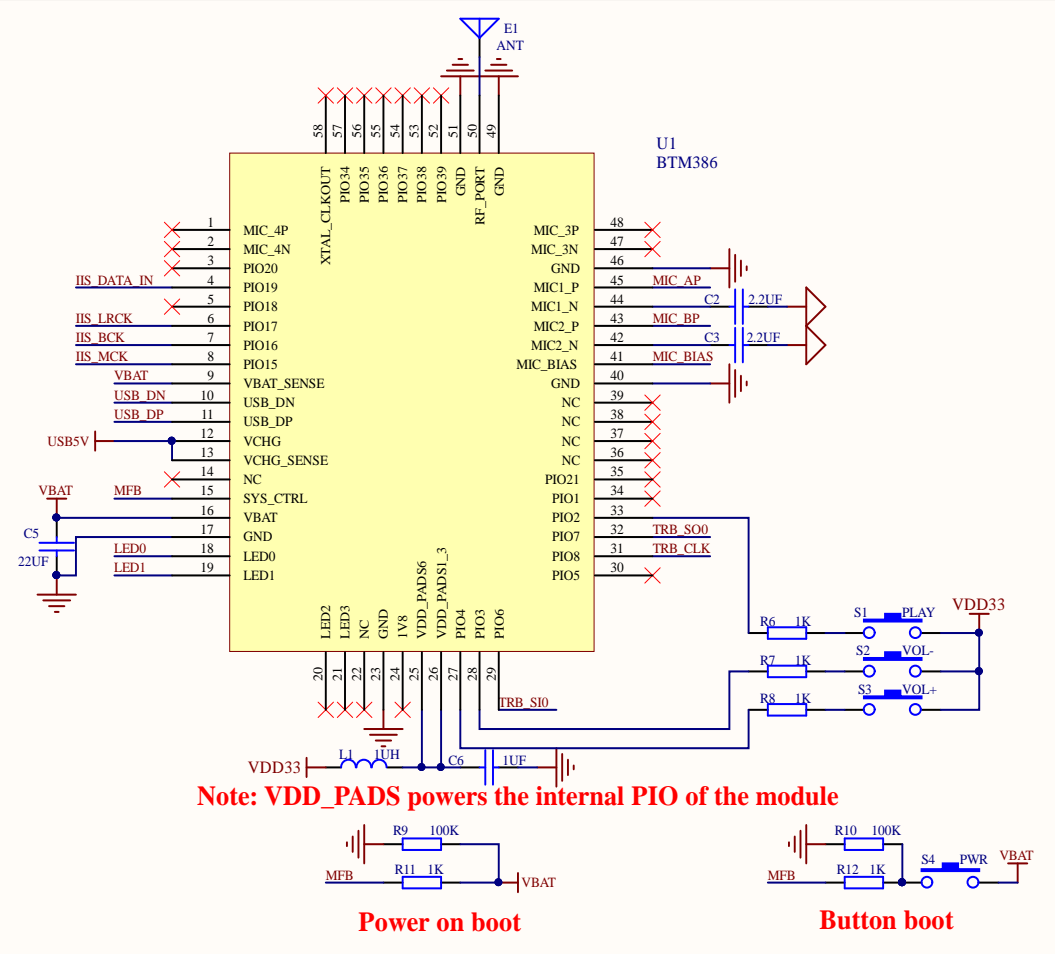 E1
ANT
58
57
56
55
54
53
52
51
50
49
U1
BTM386
XTAL_CLKOUT
PIO34
PIO35
PIO36
PIO37
PIO38
PIO39
GND
RF_PORT
GND
1 MIC_4P
2 MIC_4N
3 PIO20
IIS_DATA_IN 4 PIO19
5 PIO18
IIS_LRCK 6 PIO17
IIS_BCK 7 PIO16
IIS_MCK 8 PIO15
VBAT 9 VBAT_SENSE
USB_DN 10 USB_DN
USB_DP 11 USB_DP
USB5V 12 VCHG
13 VCHG_SENSE
14 NC
MFB 15 SYS_CTRL
VBAT 16 VBAT
17 GND
C5
22UF
LED0 18 LED0
LED1 19 LED1
MIC_3P 48
MIC_3N 47
GND 46
MIC1_P 45 MIC_AP
MIC1_N 44 C2 2.2UF
MIC2_P 43 MIC_BP
MIC2_N 42 C3 2.2UF
MIC_BIAS 41 MIC_BIAS
GND 40
NC 39
NC 38
NC 37
NC 36
PIO21 35
PIO1 34
PIO2 33
PIO7 32 TRB_SO0
PIO8 31 TRB_CLK
PIO5 30
LED2
LED3
NC
GND
1V8
VDD_PADS6
VDD_PADS1_3
PIO4
PIO3
PIO6
20
21
22
23
24
25
26
27
28
29
TRB_SI0
VDD33
R6 1K S1 PLAY
R7 1K S2 VOL-
R8 1K S3 VOL+
VDD33 L1 1UH C6 1UF
Note: VDD_PADS powers the internal PIO of the module
R9 100K
MFB R11 1K VBAT
Power on boot
R10 100K
MFB R12 1K S4 PWR VBAT
Button boot